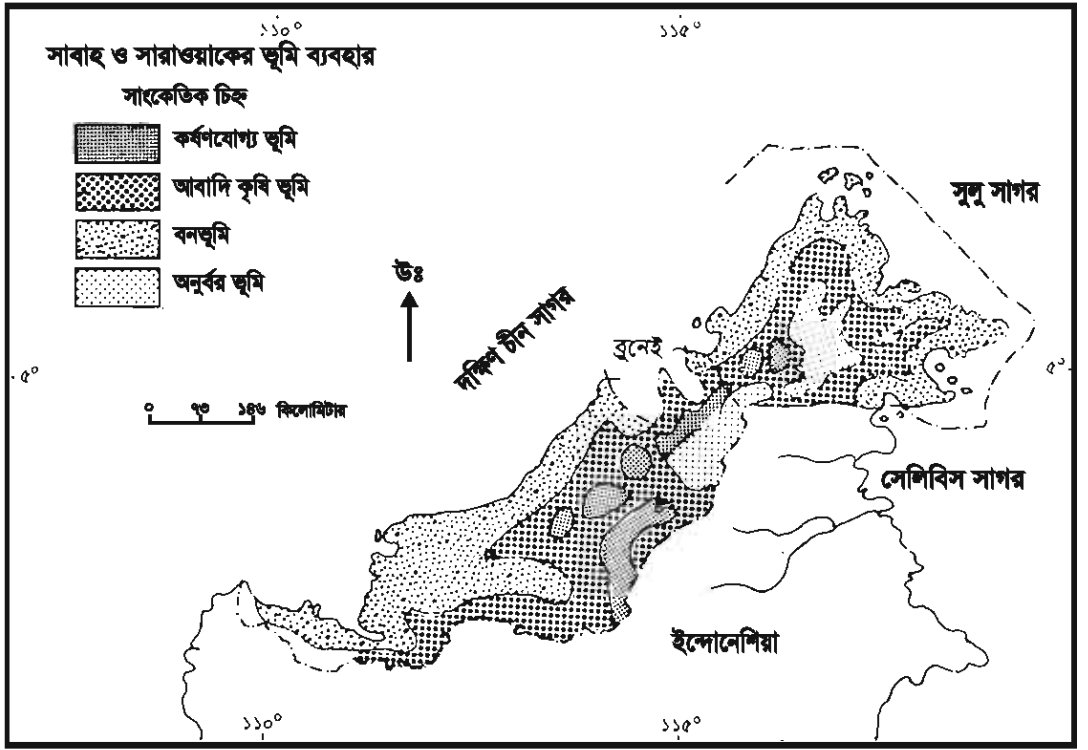 ১১০° ১১৫°
সাবাহ ও সারাওয়াকের ভূমি ব্যবহার
সাংকেতিক চিহ্ন
কর্ষণযোগ্য ভূমি
আবাদি কৃষি ভূমি
বনভূমি
অনুর্বর ভূমি
সুলু সাগর
উঃ
দক্ষিণ চীন সাগর
ব্রুনেই
৫° ৫°
০ ৭৩ ১৪৬ কিলোমিটার
সেলিবিস সাগর
ইন্দোনেশিয়া
১১০° ১১৫°